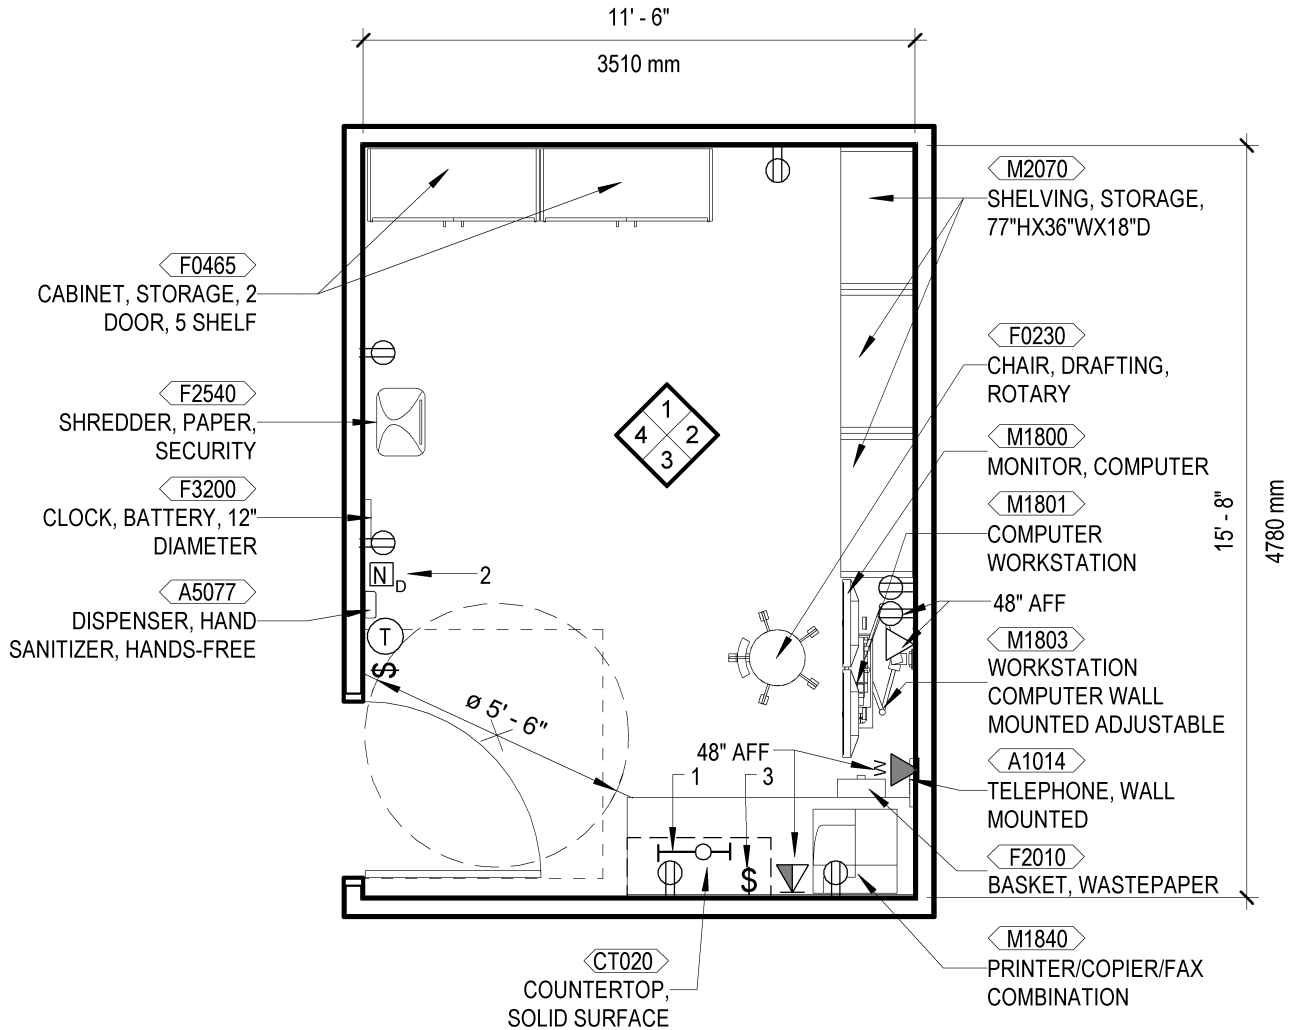 11' - 6"
3510 mm
M2070
SHELVING, STORAGE,
77"HX36"WX18"D
F0465
CABINET, STORAGE, 2
DOOR, 5 SHELF
F0230
CHAIR, DRAFTING,
ROTARY
F2540
SHREDDER, PAPER,
SECURITY
1
4
2
3
M1800
MONITOR, COMPUTER
F3200
CLOCK, BATTERY, 12"
DIAMETER
M1801
COMPUTER
WORKSTATION
15' - 8"
4780 mm
N
D
2
A5077
DISPENSER, HAND
SANITIZER, HANDS-FREE
T
$
48" AFF
M1803
WORKSTATION
COMPUTER WALL
MOUNTED ADJUSTABLE
ø 5' - 6"
48" AFF
W
1
3
A1014
TELEPHONE, WALL
MOUNTED
$
F2010
BASKET, WASTEPAPER
M1840
PRINTER/COPIER/FAX
COMBINATION
CT020
COUNTERTOP,
SOLID SURFACE